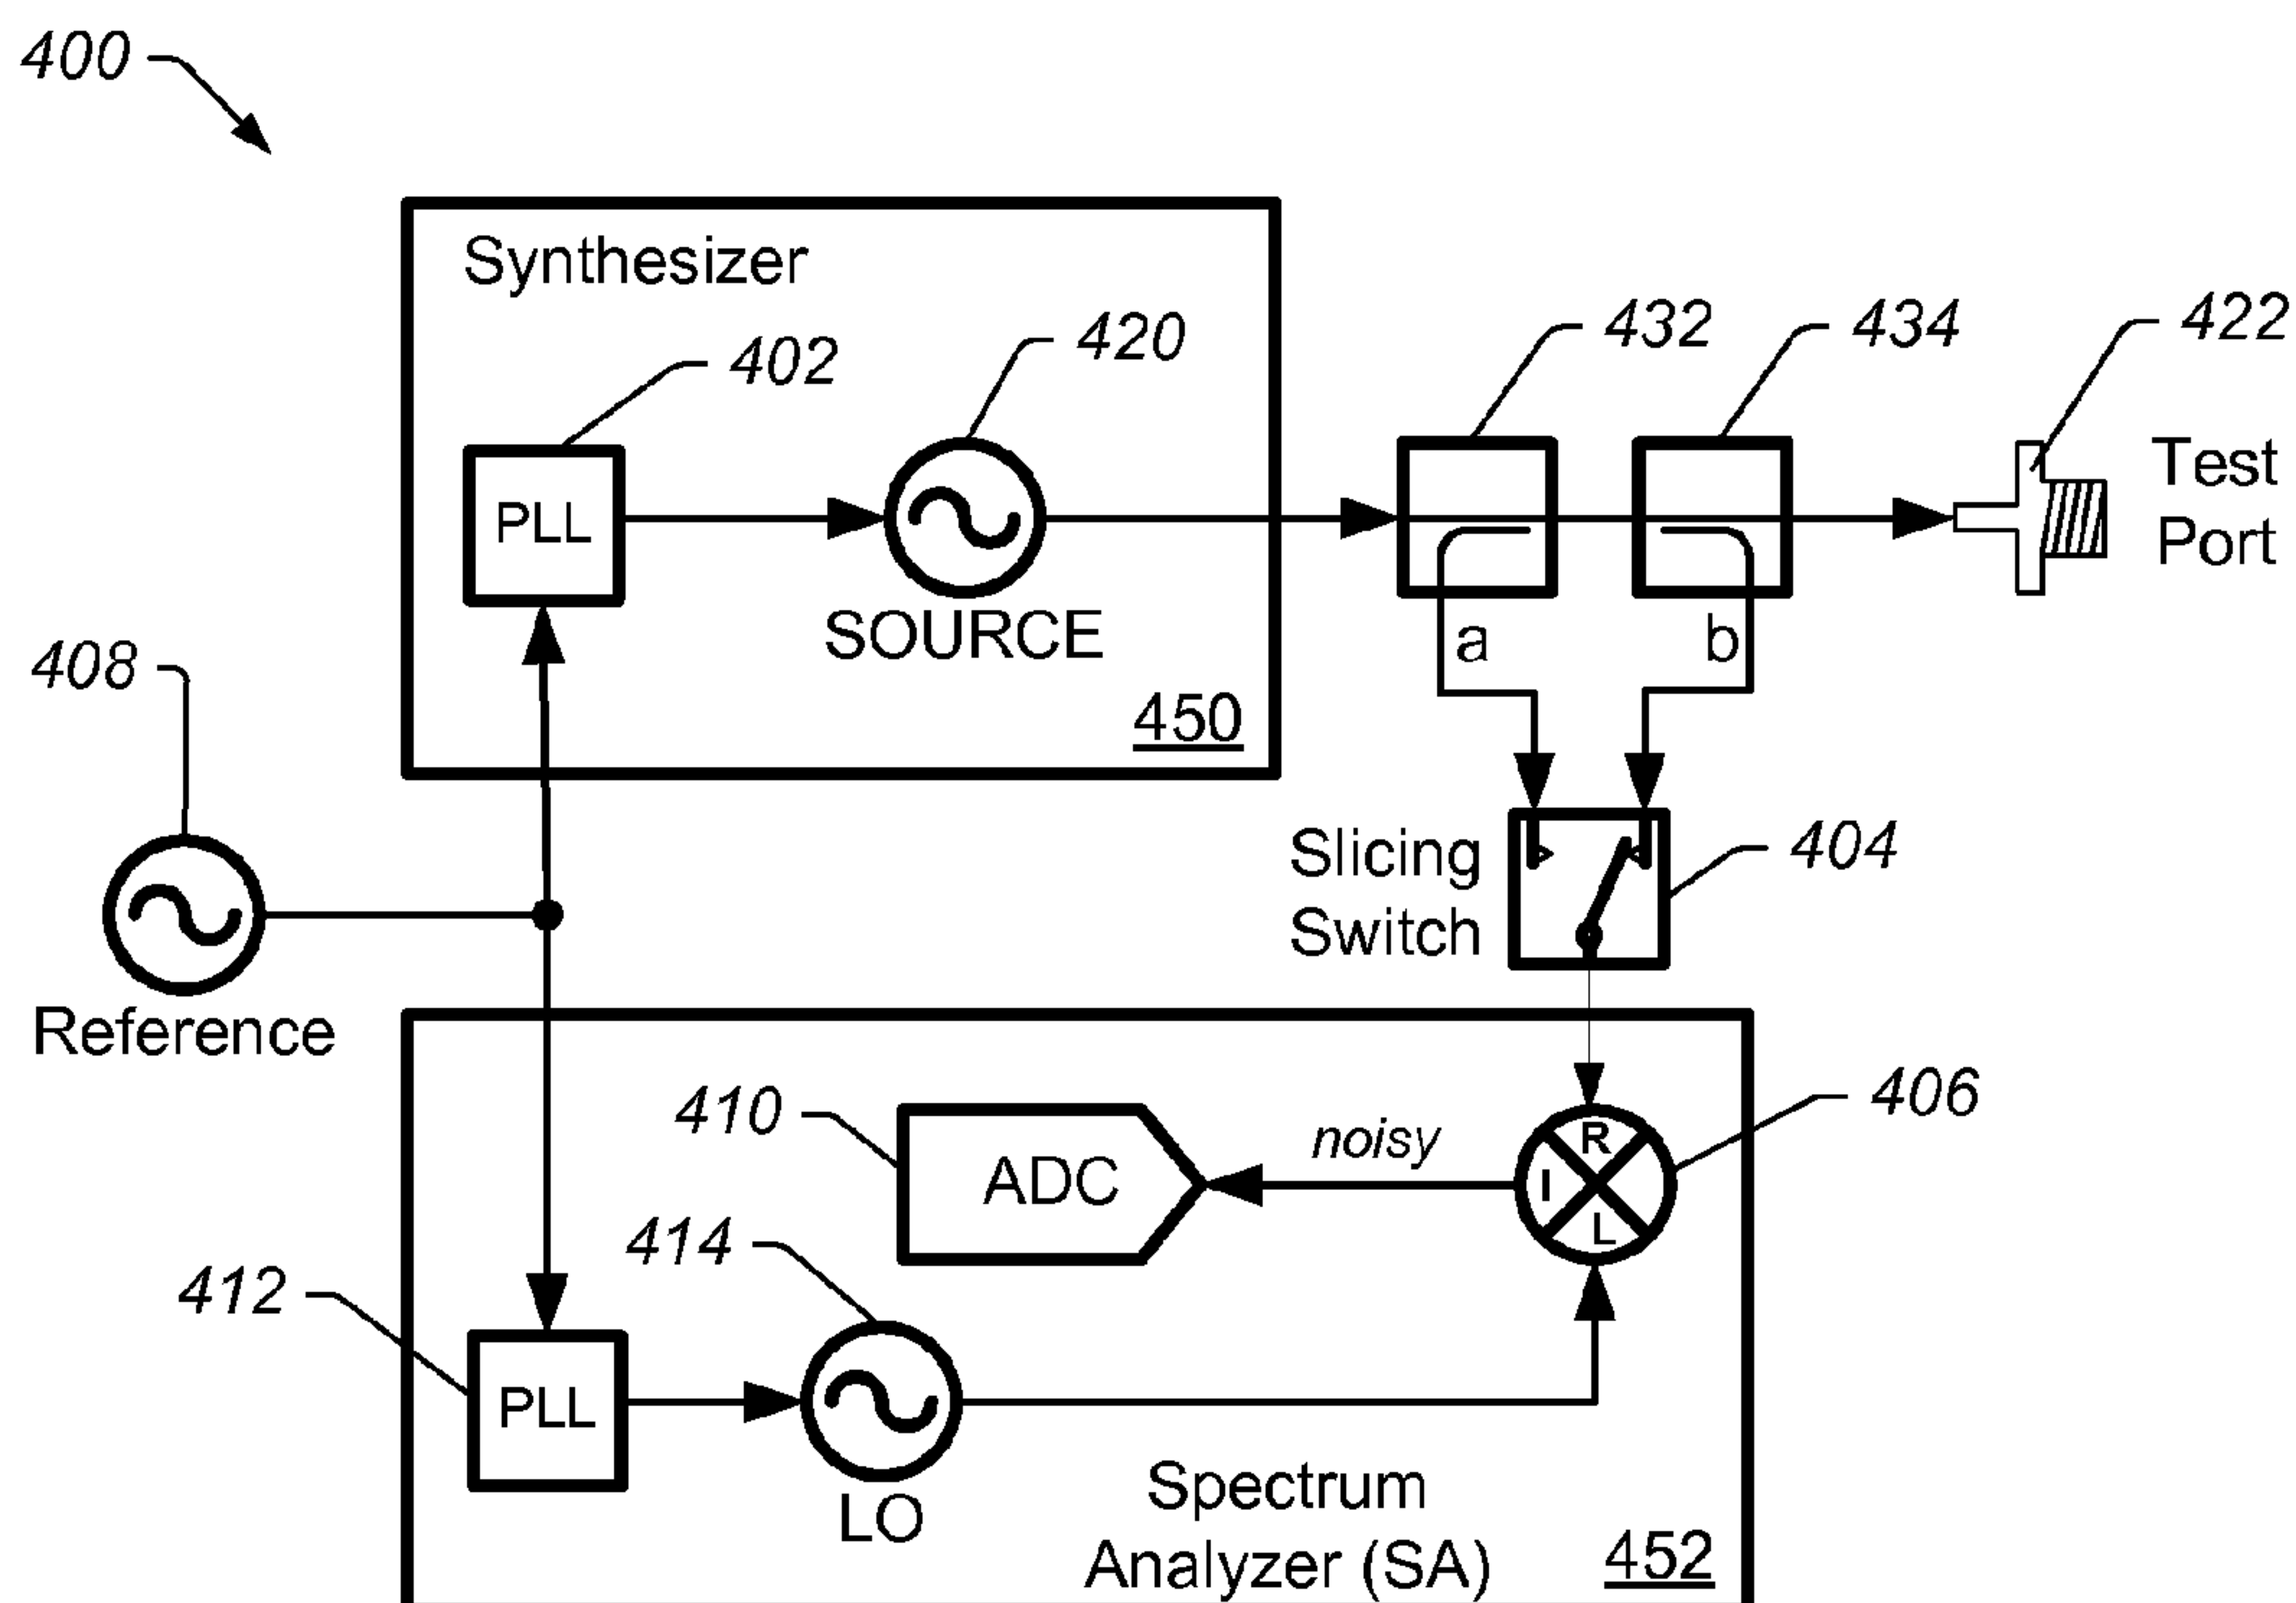 400
Synthesizer
402
420
432
434
422
PLL
SOURCE
Test
Port
a
b
450
408
Reference
Slicing
Switch
404
410
ADC
noisy
R
I
L
406
412
414
PLL
LO
Spectrum
Analyzer (SA)
452